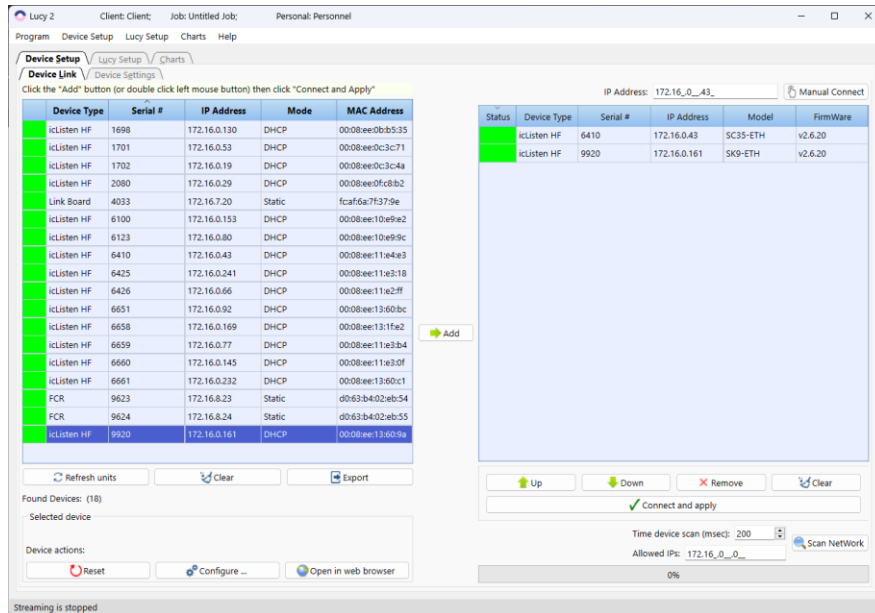 Lucy 2 Client: Client; Job: Untitled Job; Personal: Personnel
Program Device Setup Lucy Setup Charts Help
Device Setup Lucy Setup Charts
Device Link Device Settings
Click the "Add" button (or double click left mouse button) then click "Connect and Apply"
Device Type Serial # IP Address Mode MAC Address
icListen HF 1698 172.16.0.130 DHCP 00:08:ee:0b:b5:35
icListen HF 1701 172.16.0.53 DHCP 00:08:ee:0c:3c:71
icListen HF 1702 172.16.0.19 DHCP 00:08:ee:0c:3c:4a
icListen HF 2080 172.16.0.29 DHCP 00:08:ee:0f:c8:b2
Link Board 4033 172.16.7.20 Static fc:af:6a:7f:37:9e
icListen HF 6100 172.16.0.153 DHCP 00:08:ee:10:e9:e2
icListen HF 6123 172.16.0.80 DHCP 00:08:ee:10:e9:9c
icListen HF 6410 172.16.0.43 DHCP 00:08:ee:11:e4:e3
icListen HF 6425 172.16.0.241 DHCP 00:08:ee:11:e3:18
icListen HF 6426 172.16.0.66 DHCP 00:08:ee:11:e2:ff
icListen HF 6651 172.16.0.92 DHCP 00:08:ee:13:60:bc
icListen HF 6658 172.16.0.169 DHCP 00:08:ee:13:1f:e2
icListen HF 6659 172.16.0.77 DHCP 00:08:ee:11:e3:b4
icListen HF 6660 172.16.0.145 DHCP 00:08:ee:11:e3:0f
icListen HF 6661 172.16.0.232 DHCP 00:08:ee:13:60:c1
FCR 9623 172.16.8.23 Static d0:63:b4:02:eb:54
FCR 9624 172.16.8.24 Static d0:63:b4:02:eb:55
icListen HF 9920 172.16.0.161 DHCP 00:08:ee:13:60:9a
Refresh units Clear Export
Found Devices: (18)
Selected device
Device actions:
Reset Configure ... Open in web browser
Add
IP Address: 172.16_.0__.43_ Manual Connect
Status Device Type Serial # IP Address Model FirmWare
icListen HF 6410 172.16.0.43 SC35-ETH v2.6.20
icListen HF 9920 172.16.0.161 SK9-ETH v2.6.20
Up Down Remove Clear
Connect and apply
Time device scan (msec): 200
Allowed IPs: 172.16_.0__.0__
Scan NetWork
0%
Streaming is stopped